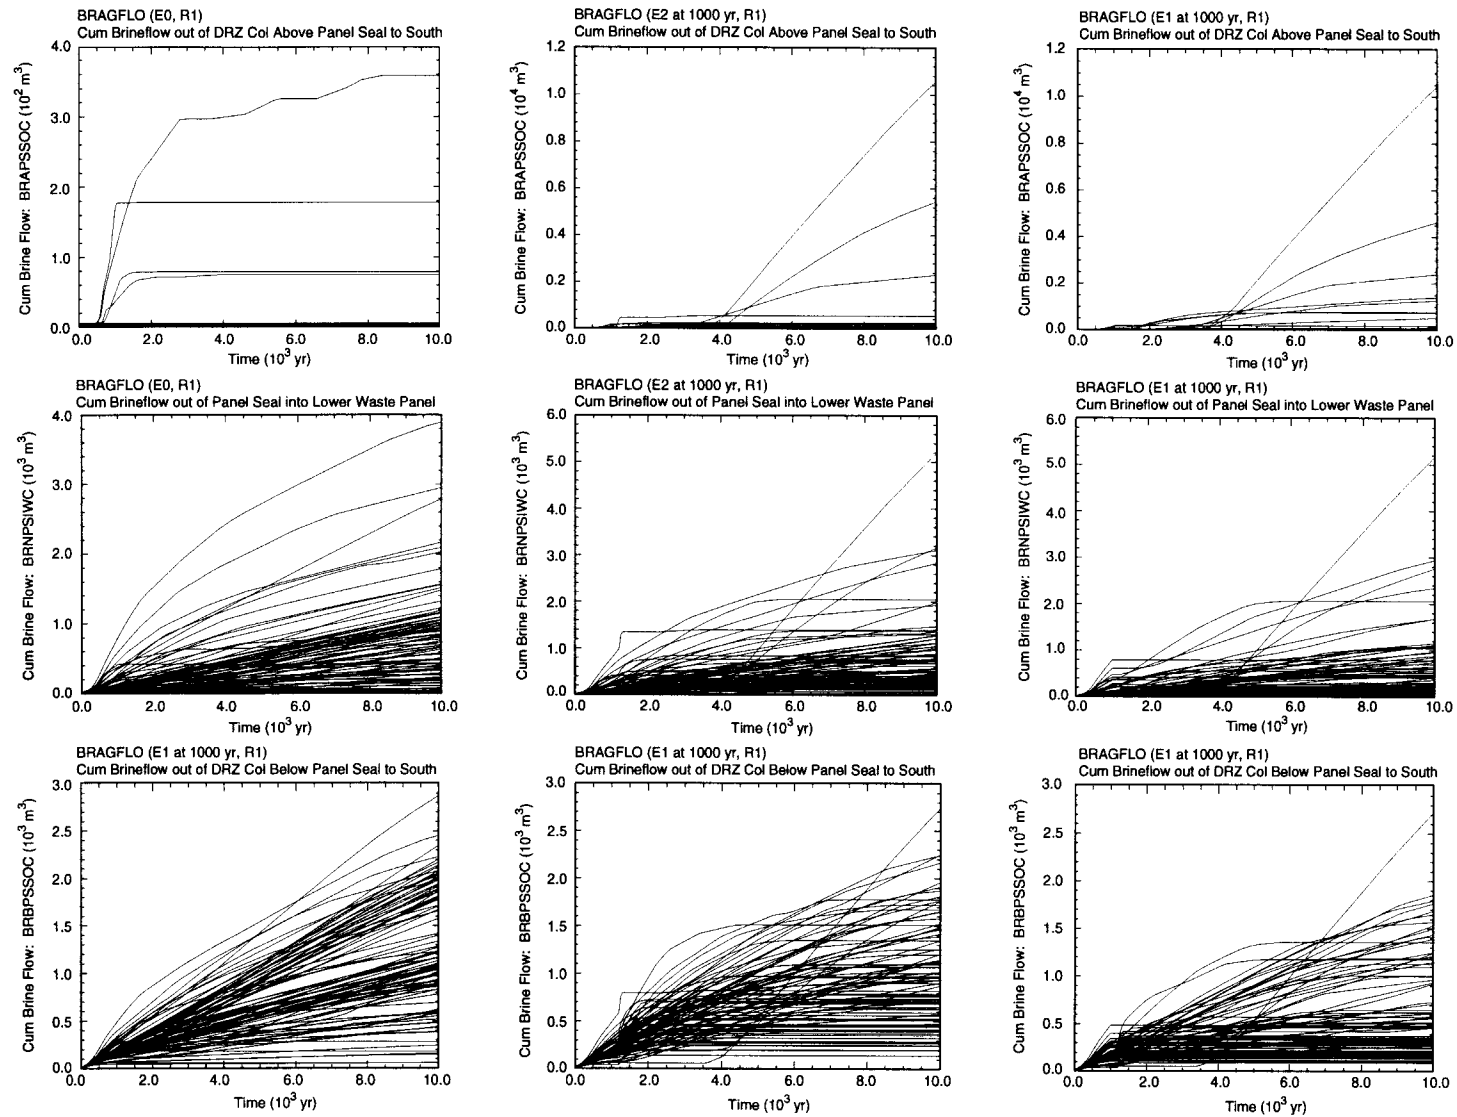 BRAGFLO (E0, R1)
Cum Brineflow out of DRZ Col Above Panel Seal to South
Cum Brine Flow: BRAPSSOC (10² m³)
4.0
3.0
2.0
1.0
0.0
0.0 2.0 4.0 6.0 8.0 10.0
Time (10³ yr)
BRAGFLO (E2 at 1000 yr, R1)
Cum Brineflow out of DRZ Col Above Panel Seal to South
Cum Brine Flow: BRAPSSOC (10⁴ m³)
1.2
1.0
0.8
0.6
0.4
0.2
0.0
0.0 2.0 4.0 6.0 8.0 10.0
Time (10³ yr)
BRAGFLO (E1 at 1000 yr, R1)
Cum Brineflow out of DRZ Col Above Panel Seal to South
Cum Brine Flow: BRAPSSOC (10⁴ m³)
1.2
1.0
0.8
0.6
0.4
0.2
0.0
0.0 2.0 4.0 6.0 8.0 10.0
Time (10³ yr)
BRAGFLO (E0, R1)
Cum Brineflow out of Panel Seal into Lower Waste Panel
Cum Brine Flow: BRNPSIWC (10³ m³)
4.0
3.0
2.0
1.0
0.0
0.0 2.0 4.0 6.0 8.0 10.0
Time (10³ yr)
BRAGFLO (E2 at 1000 yr, R1)
Cum Brineflow out of Panel Seal into Lower Waste Panel
Cum Brine Flow: BRNPSIWC (10³ m³)
6.0
5.0
4.0
3.0
2.0
1.0
0.0
0.0 2.0 4.0 6.0 8.0 10.0
Time (10³ yr)
BRAGFLO (E1 at 1000 yr, R1)
Cum Brineflow out of Panel Seal into Lower Waste Panel
Cum Brine Flow: BRNPSIWC (10³ m³)
6.0
5.0
4.0
3.0
2.0
1.0
0.0
0.0 2.0 4.0 6.0 8.0 10.0
Time (10³ yr)
BRAGFLO (E1 at 1000 yr, R1)
Cum Brineflow out of DRZ Col Below Panel Seal to South
Cum Brine Flow: BRBPSSOC (10³ m³)
3.0
2.5
2.0
1.5
1.0
0.5
0.0
0.0 2.0 4.0 6.0 8.0 10.0
Time (10³ yr)
BRAGFLO (E1 at 1000 yr, R1)
Cum Brineflow out of DRZ Col Below Panel Seal to South
Cum Brine Flow: BRBPSSOC (10³ m³)
3.0
2.5
2.0
1.5
1.0
0.5
0.0
0.0 2.0 4.0 6.0 8.0 10.0
Time (10³ yr)
BRAGFLO (E1 at 1000 yr, R1)
Cum Brineflow out of DRZ Col Below Panel Seal to South
Cum Brine Flow: BRBPSSOC (10³ m³)
3.0
2.5
2.0
1.5
1.0
0.5
0.0
0.0 2.0 4.0 6.0 8.0 10.0
Time (10³ yr)